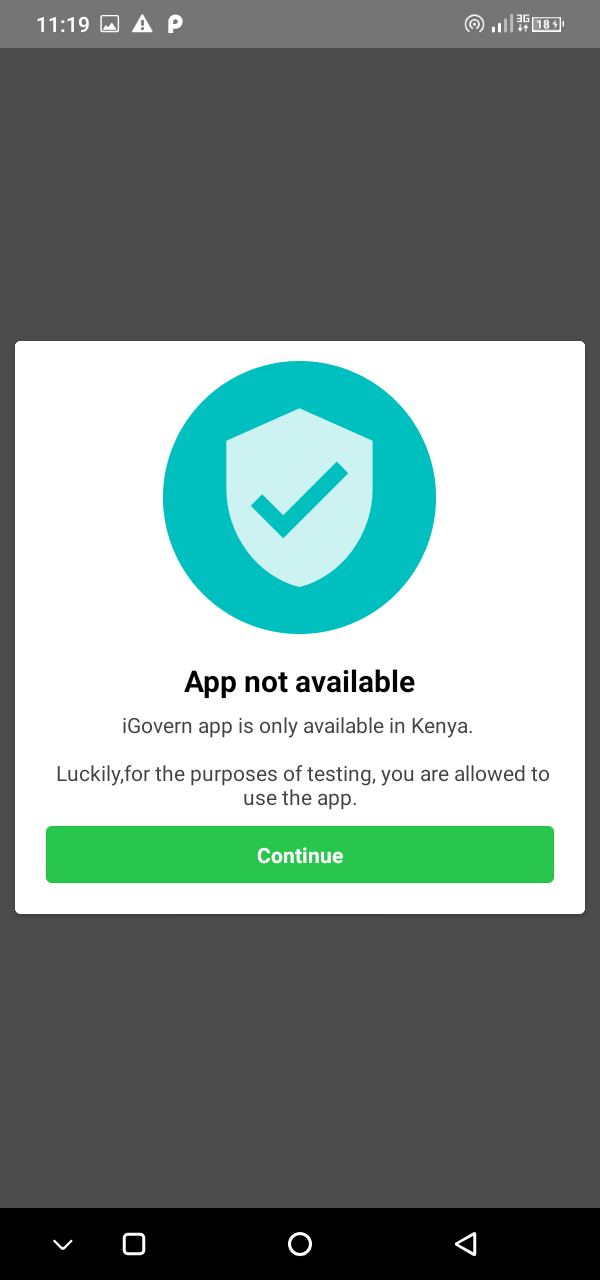 11:19 3G 18
App not available
iGovern app is only available in Kenya.
Luckily,for the purposes of testing, you are allowed to
use the app.
Continue